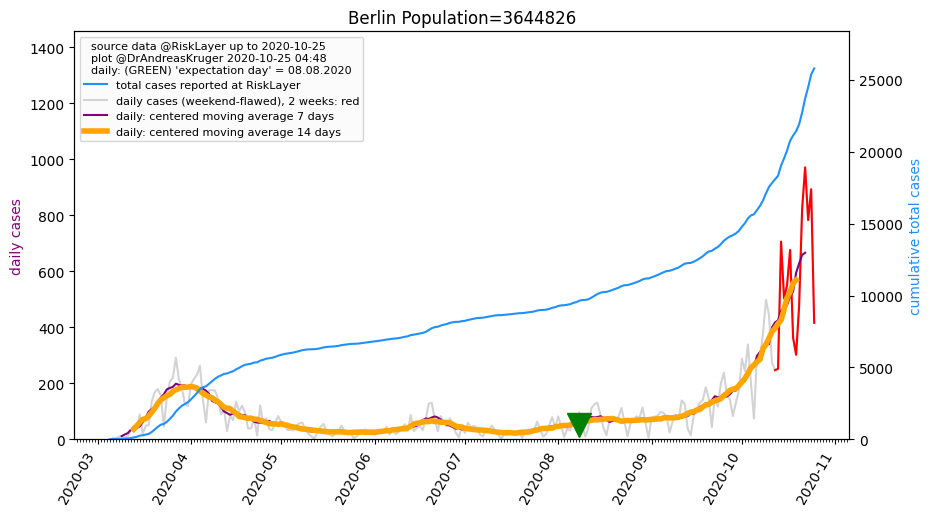 Berlin Population=3644826
source data @RiskLayer up to 2020-10-25
plot @DrAndreasKruger 2020-10-25 04:48
daily: (GREEN) 'expectation day' = 08.08.2020
total cases reported at RiskLayer
daily cases (weekend-flawed), 2 weeks: red
daily: centered moving average 7 days
daily: centered moving average 14 days
daily cases
1400
1200
1000
800
600
400
200
0
cumulative total cases
25000
20000
15000
10000
5000
0
2020-03
2020-04
2020-05
2020-06
2020-07
2020-08
2020-09
2020-10
2020-11